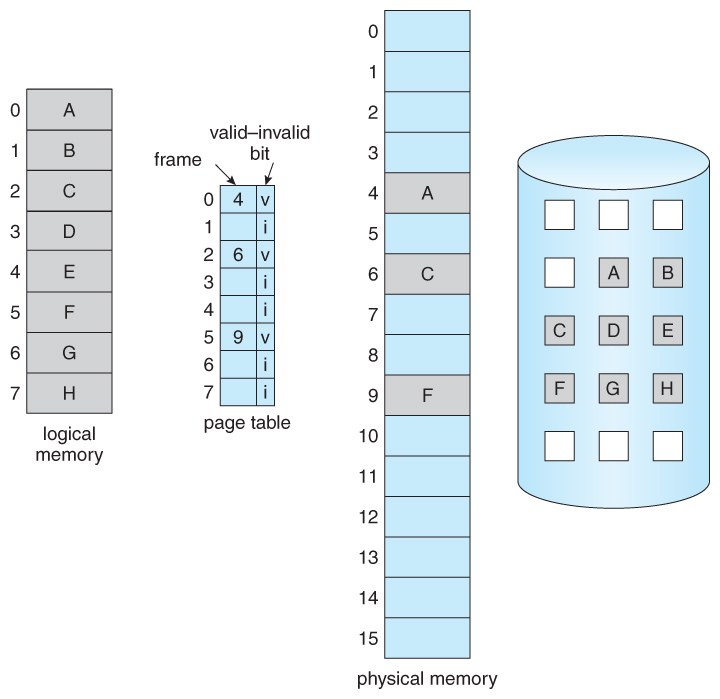 0 A
1 B
2 C
3 D
4 E
5 F
6 G
7 H
logical
memory
valid–invalid
bit
frame
0 4 v
1 i
2 6 v
3 i
4 i
5 9 v
6 i
7 i
page table
0
1
2
3
4 A
5
6 C
7
8
9 F
10
11
12
13
14
15
physical memory
A B
C D E
F G H